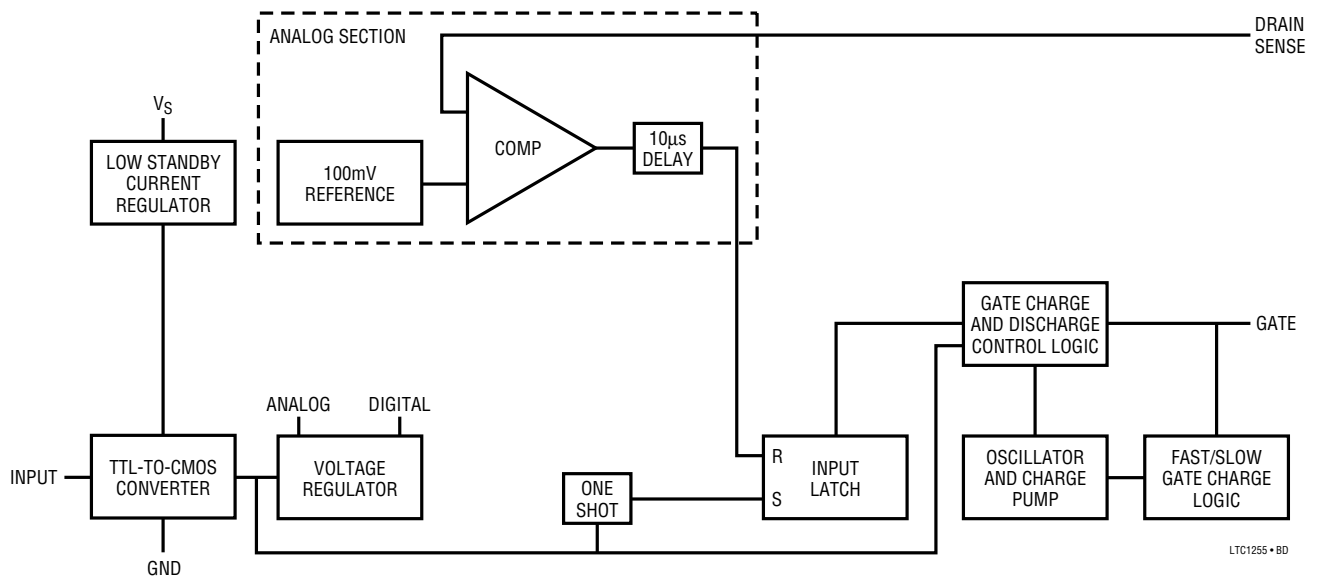 ANALOG SECTION
DRAIN
SENSE
VS
LOW STANDBY
CURRENT
REGULATOR
100mV
REFERENCE
COMP
10μs
DELAY
GATE CHARGE
AND DISCHARGE
CONTROL LOGIC
GATE
ANALOG
DIGITAL
INPUT
TTL-TO-CMOS
CONVERTER
VOLTAGE
REGULATOR
ONE
SHOT
R
S
INPUT
LATCH
OSCILLATOR
AND CHARGE
PUMP
FAST/SLOW
GATE CHARGE
LOGIC
GND
LTC1255 • BD